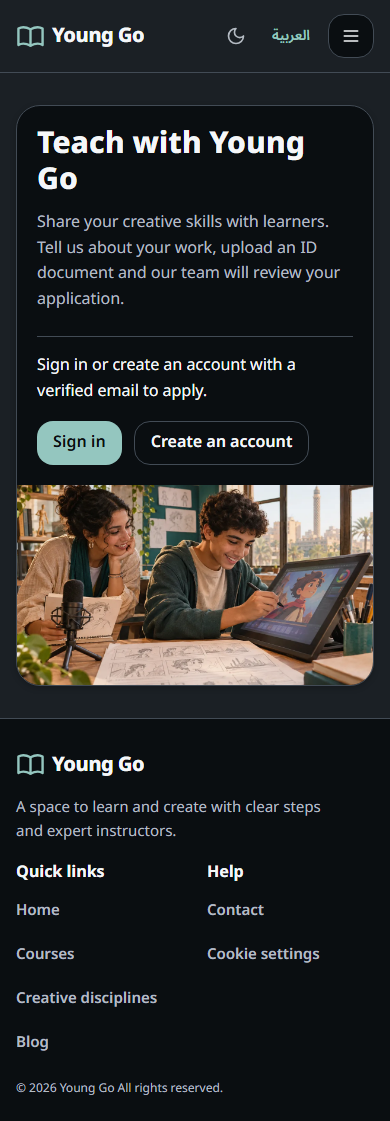 Young Go
العربية
Teach with Young
Go
Share your creative skills with learners.
Tell us about your work, upload an ID
document and our team will review your
application.
Sign in or create an account with a
verified email to apply.
Sign in
Create an account
Young Go
A space to learn and create with clear steps
and expert instructors.
Quick links
Help
Home
Contact
Courses
Cookie settings
Creative disciplines
Blog
© 2026 Young Go All rights reserved.